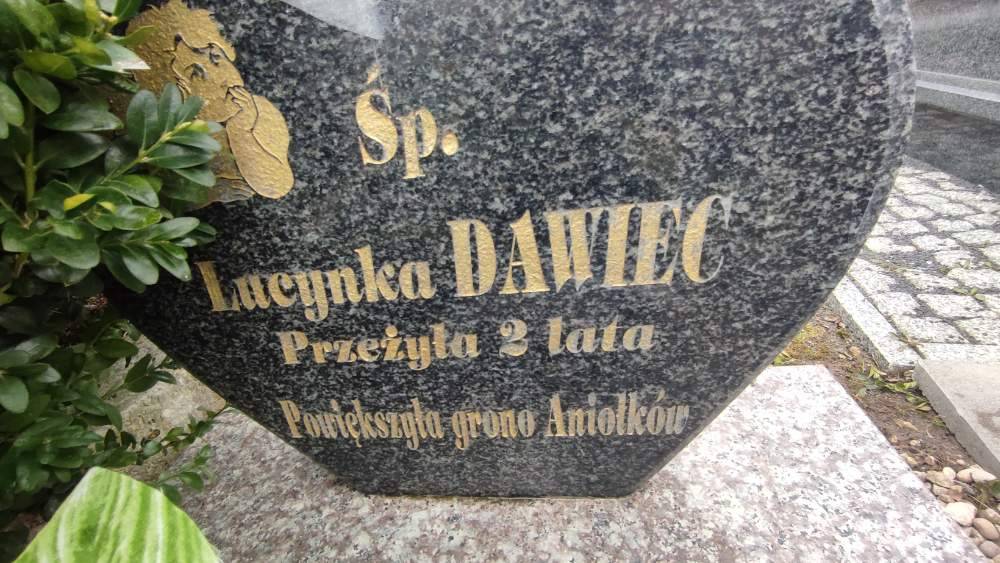 Śp.
Lucynka DAWIEC
Przeżyła 2 lata
Powiększyła grono Aniołków